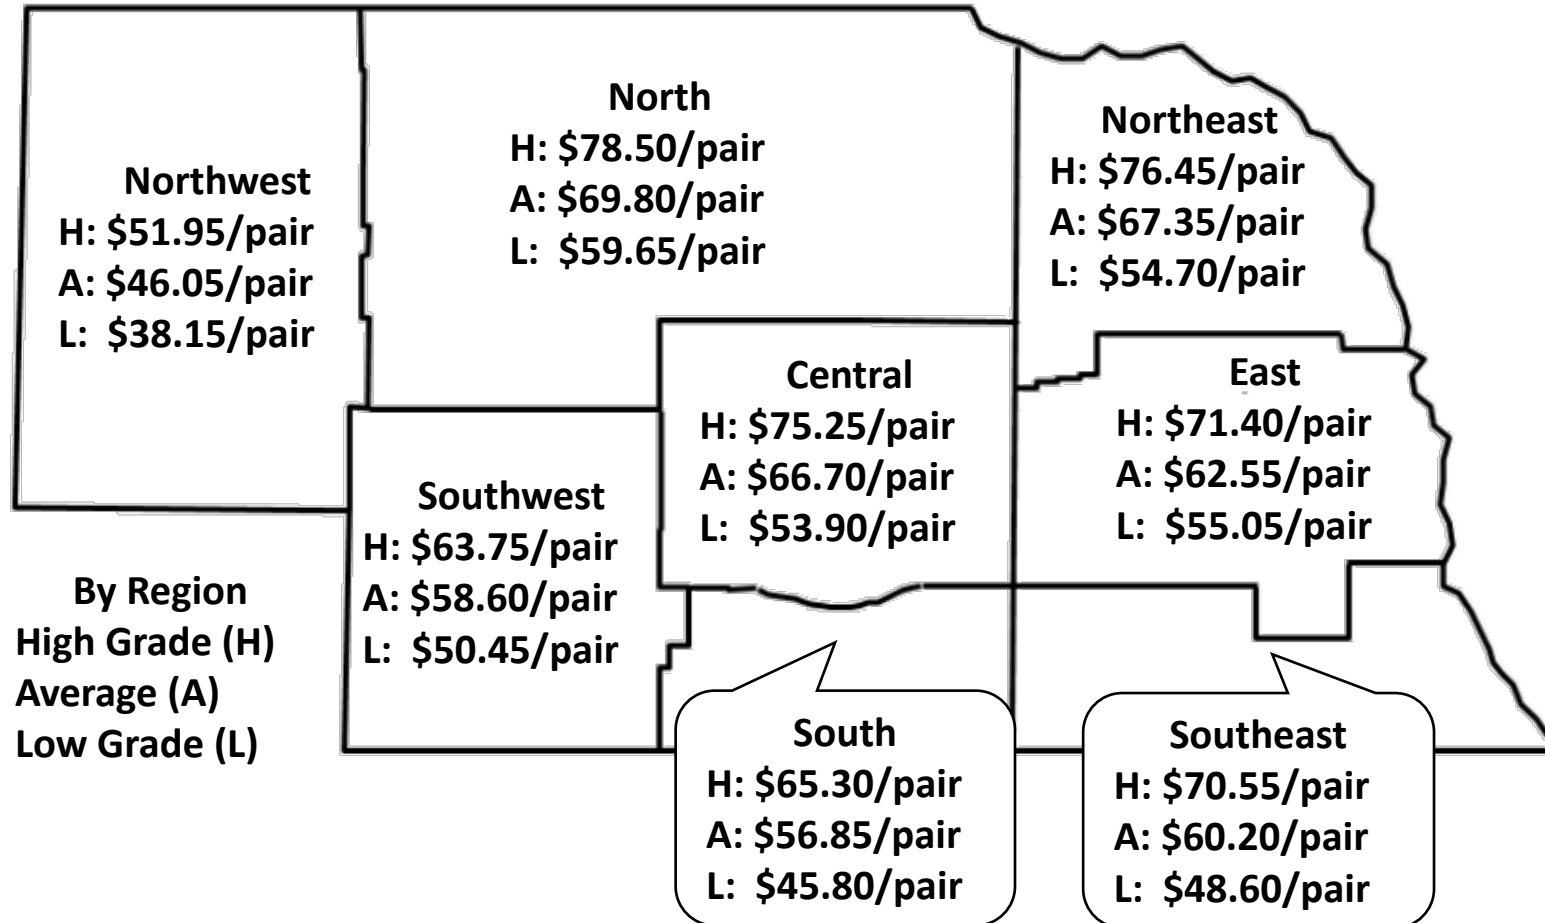 North
H: $78.50/pair
A: $69.80/pair
L: $59.65/pair
Northeast
H: $76.45/pair
A: $67.35/pair
L: $54.70/pair
Northwest
H: $51.95/pair
A: $46.05/pair
L: $38.15/pair
Central
H: $75.25/pair
A: $66.70/pair
L: $53.90/pair
East
H: $71.40/pair
A: $62.55/pair
L: $55.05/pair
Southwest
H: $63.75/pair
A: $58.60/pair
L: $50.45/pair
By Region
High Grade (H)
Average (A)
Low Grade (L)
South
H: $65.30/pair
A: $56.85/pair
L: $45.80/pair
Southeast
H: $70.55/pair
A: $60.20/pair
L: $48.60/pair